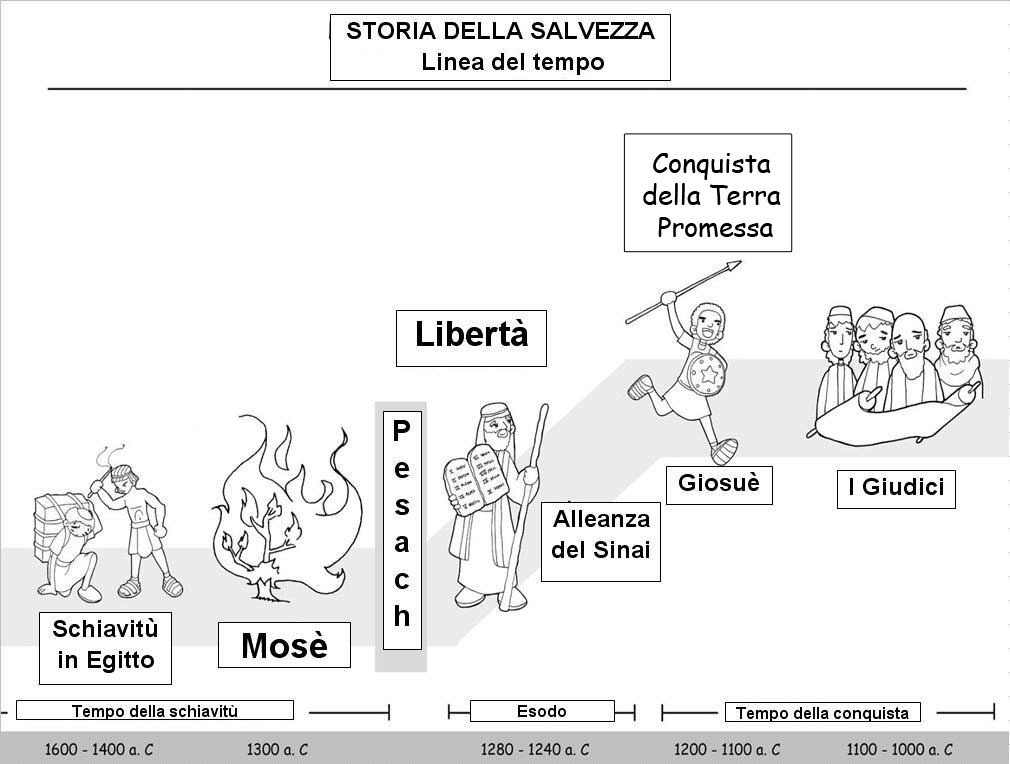 STORIA DELLA SALVEZZA
Linea del tempo
Conquista
della Terra
Promessa
Libertà
P
e
s
a
c
h
Giosuè
I Giudici
Alleanza
del Sinai
Schiavitù
in Egitto
Mosè
Tempo della schiavitù
Esodo
Tempo della conquista
1600 - 1400 a. C
1300 a. C
1280 - 1240 a. C
1200 - 1100 a. C
1100 - 1000 a. C